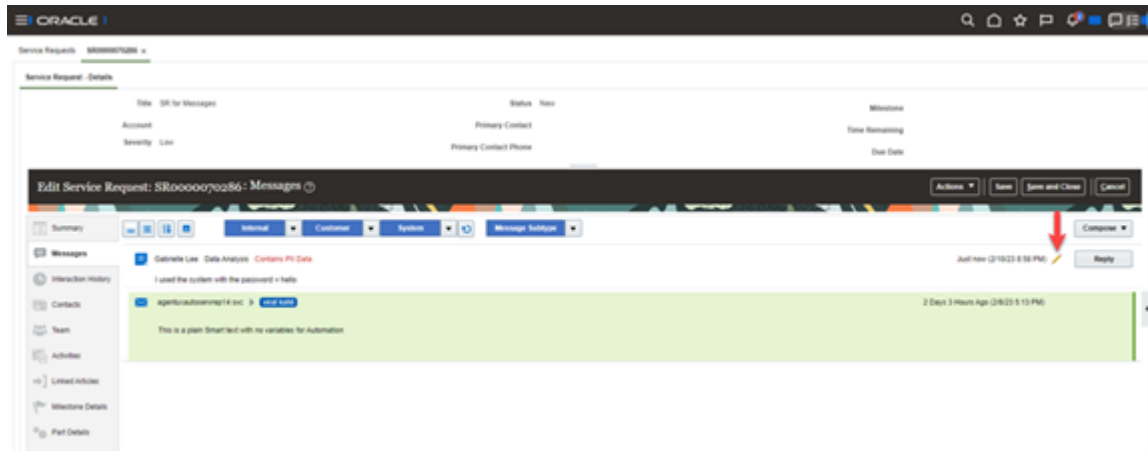 ORACLE
Service Requests SR0000070286 ×
Service Request - Details
Title SR for Messages Status New Milestone
Account Primary Contact Time Remaining
Severity Low Primary Contact Phone Due Date
Edit Service Request: SR0000070286 : Messages
Actions Save Save and Close Cancel
Summary Internal Customer System Message Subtype Compose
Messages Gabrielle Lee Data Analysis Contains PII Data Just now (2/10/23 8:58 PM) Reply
Interaction History I used the system with the password = hello
Contacts 2 Days 3 Hours Ago (2/8/23 5:13 PM)
Team This is a plain Smart text with no variables for Automation
Activities
Linked Articles
Milestone Details
Part Details